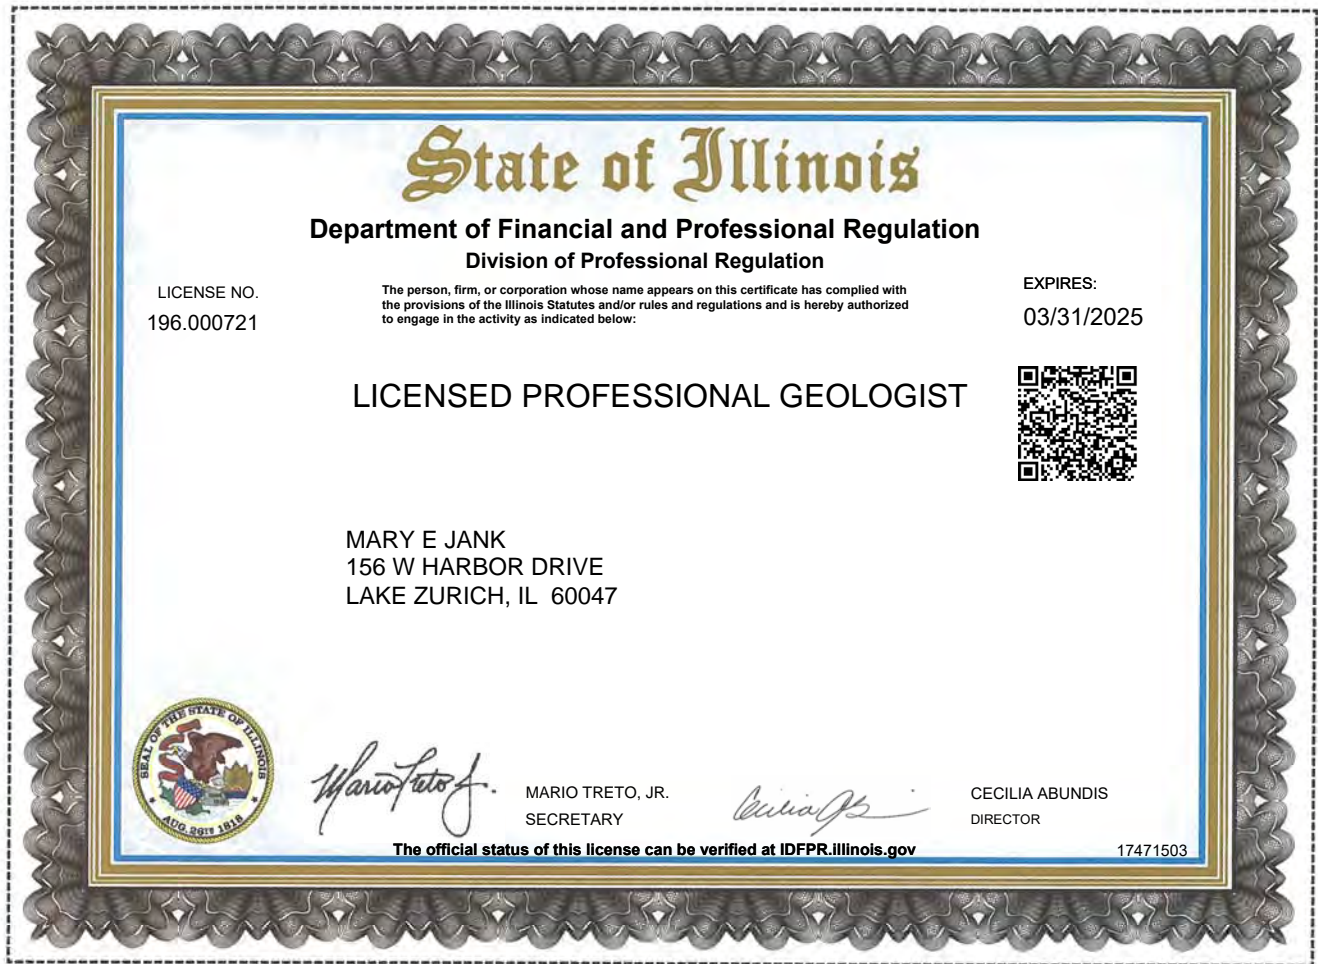 State of Illinois
Department of Financial and Professional Regulation
Division of Professional Regulation
LICENSE NO.
196.000721
The person, firm, or corporation whose name appears on this certificate has complied with
the provisions of the Illinois Statutes and/or rules and regulations and is hereby authorized
to engage in the activity as indicated below:
EXPIRES:
03/31/2025
LICENSED PROFESSIONAL GEOLOGIST
MARY E JANK
156 W HARBOR DRIVE
LAKE ZURICH, IL  60047
SEAL OF THE STATE OF ILLINOIS
AUG. 26TH 1818
Mario Treto Jr.
MARIO TRETO, JR.
SECRETARY
CECILIA ABUNDIS
DIRECTOR
The official status of this license can be verified at IDFPR.illinois.gov
17471503